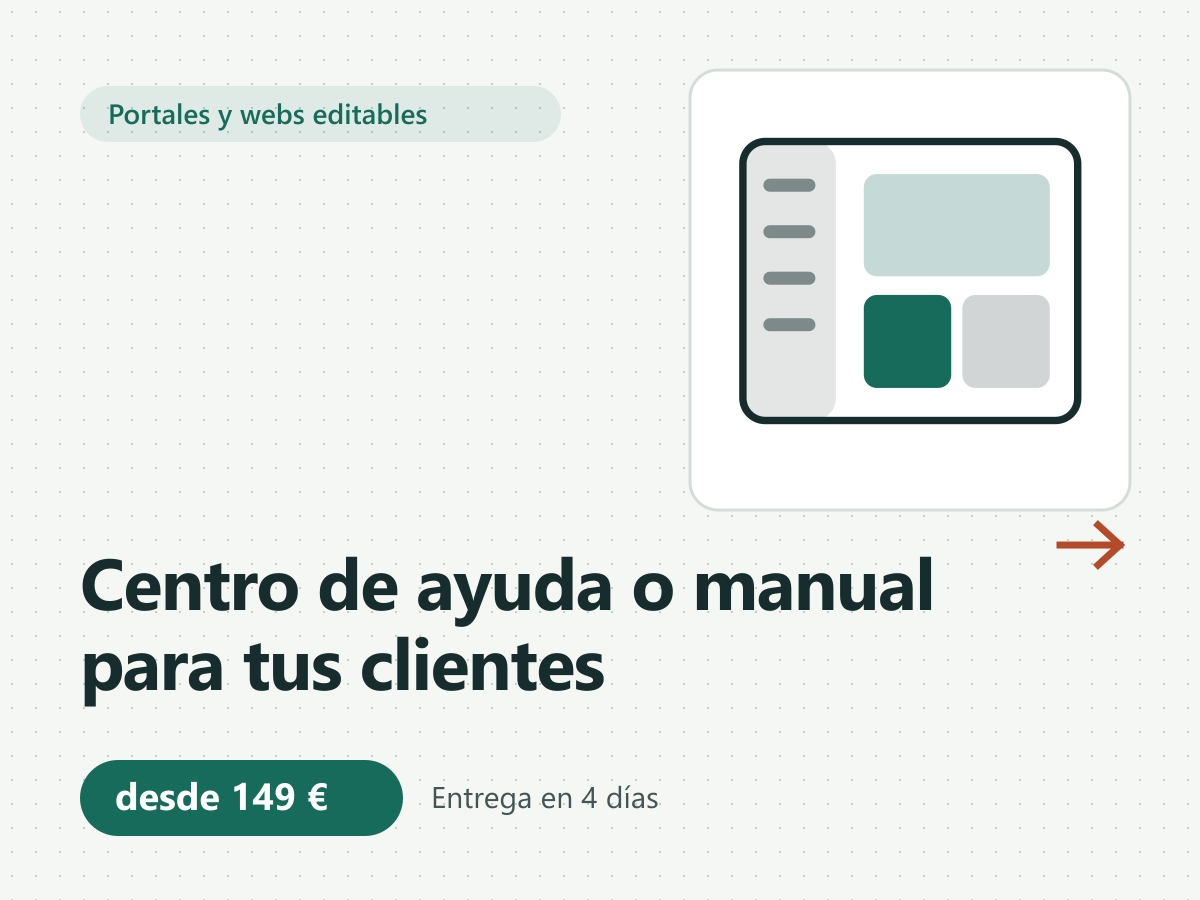 Portales y webs editables
Centro de ayuda o manual
para tus clientes
desde 149 €
Entrega en 4 días